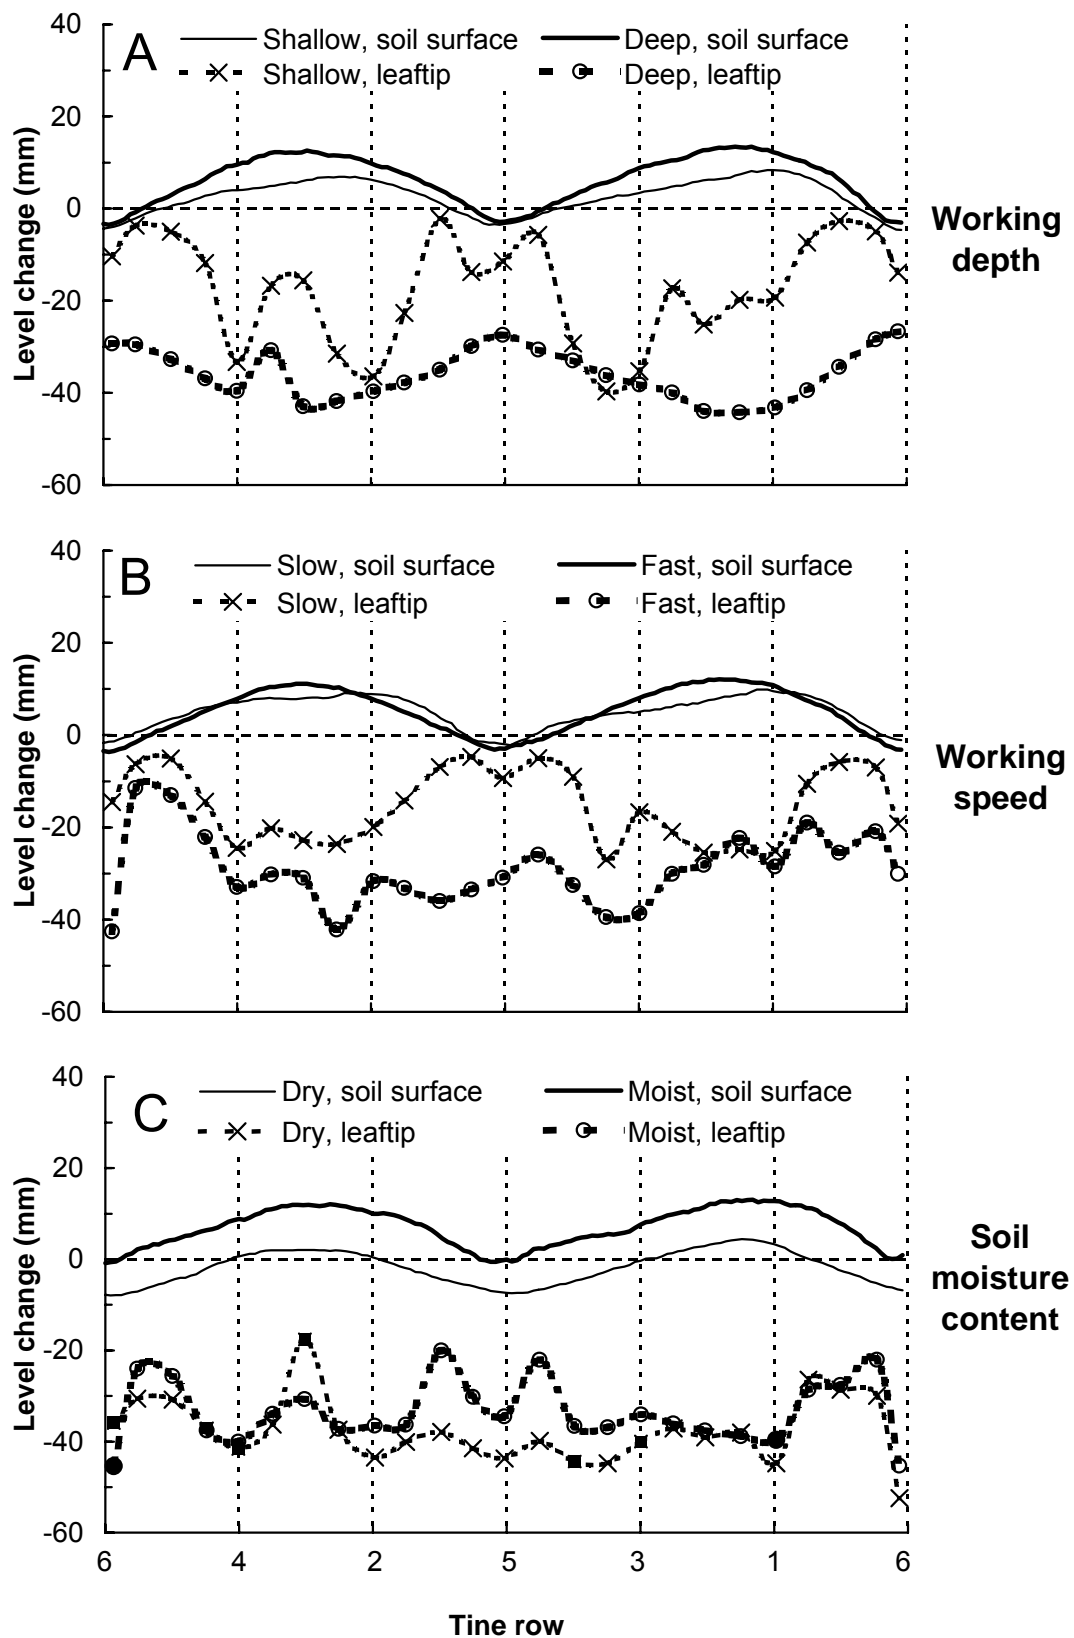 40
A
Shallow, soil surface
Deep, soil surface
Shallow, leaftip
Deep, leaftip
20
0
-20
-40
-60
Level change (mm)
Working
depth
40
B
Slow, soil surface
Fast, soil surface
Slow, leaftip
Fast, leaftip
20
0
-20
-40
-60
Level change (mm)
Working
speed
40
C
Dry, soil surface
Moist, soil surface
Dry, leaftip
Moist, leaftip
20
0
-20
-40
-60
Level change (mm)
Soil
moisture
content
6 4 2 5 3 1 6
Tine row